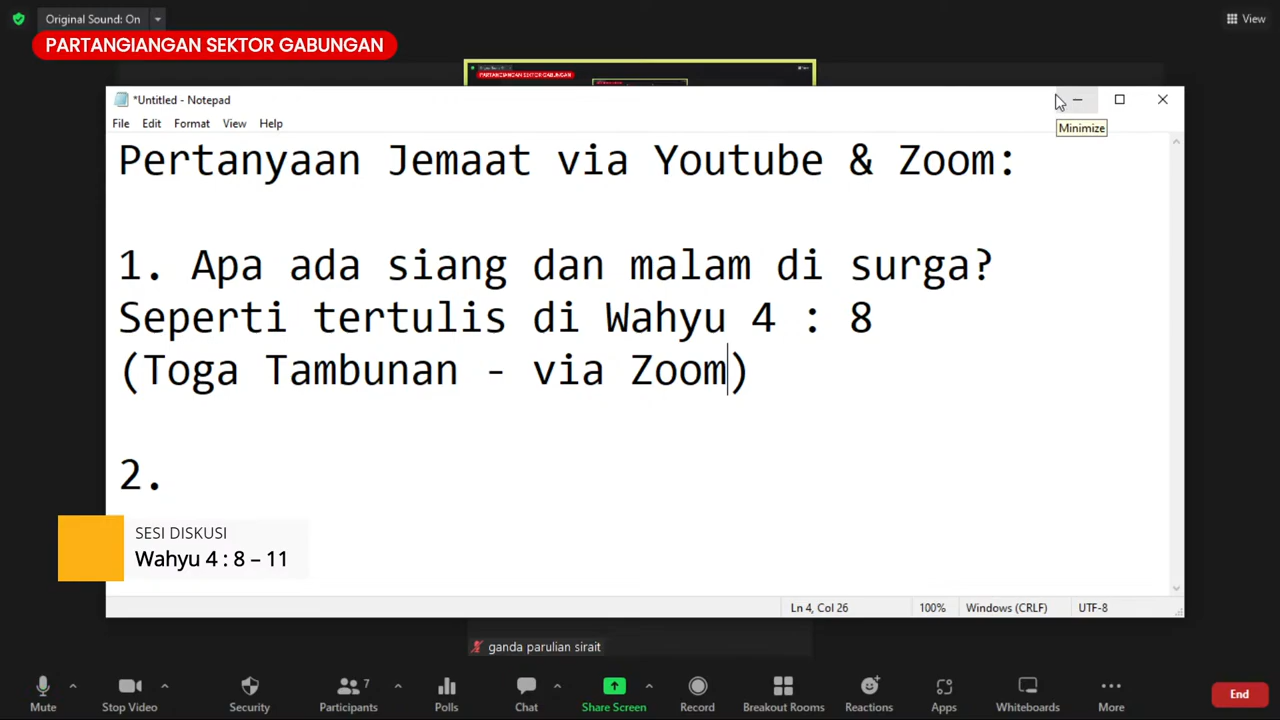 Original Sound: On
View
PARTANGIANGAN SEKTOR GABUNGAN
PARTANGIANGAN SEKTOR GABUNGAN
*Untitled - Notepad
File Edit Format View Help
Minimize
Pertanyaan Jemaat via Youtube & Zoom:
1. Apa ada siang dan malam di surga?
Seperti tertulis di Wahyu 4 : 8
(Toga Tambunan - via Zoom)
2.
SESI DISKUSI
Wahyu 4 : 8 – 11
Ln 4, Col 26 100% Windows (CRLF) UTF-8
ganda parulian sirait
Mute Stop Video Security Participants 7 Polls Chat Share Screen Record Breakout Rooms Reactions Apps Whiteboards More End